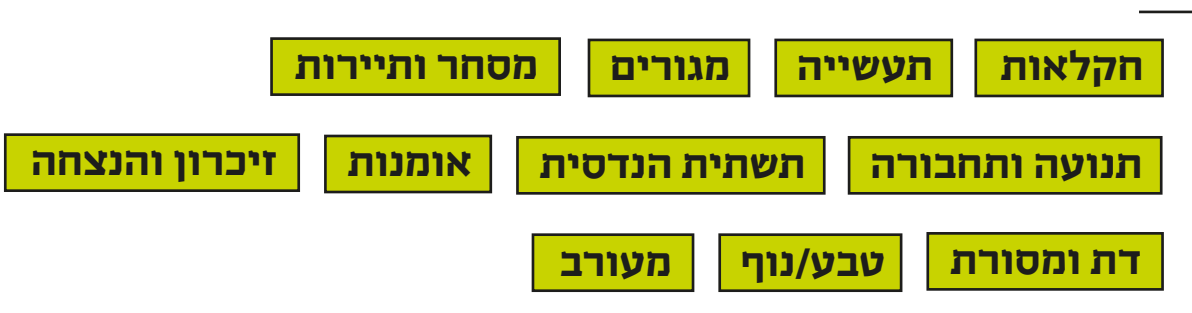 חקלאות תעשייה מגורים מסחר ותיירות
תנועה ותחבורה תשתית הנדסית אומנות זיכרון והנצחה
דת ומסורת טבע/נוף מעורב